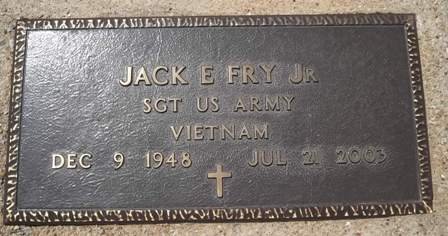 JACK E FRY JR
SGT US ARMY
VIETNAM
DEC 9 1948 JUL 21 2003